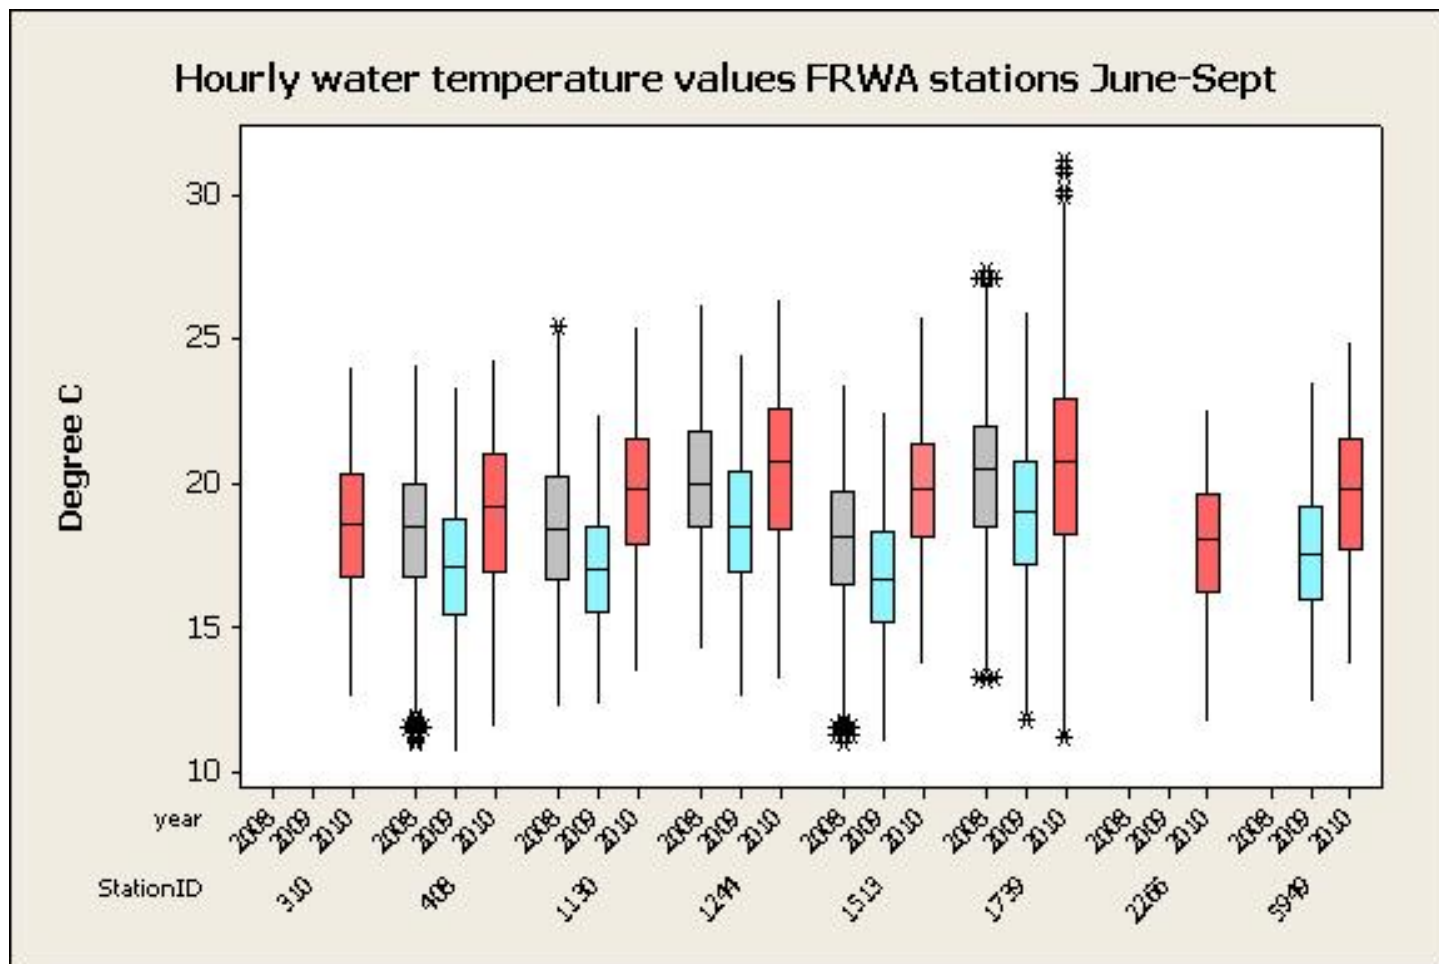 Hourly water temperature values FRWA stations June-Sept
Degree C
30
25
20
15
10
year 2008 2009 2010 2008 2009 2010 2008 2009 2010 2008 2009 2010 2008 2009 2010 2008 2009 2010 2008 2009 2010 2008 2009 2010
StationID 310 408 1130 1244 1513 1739 2266 5949